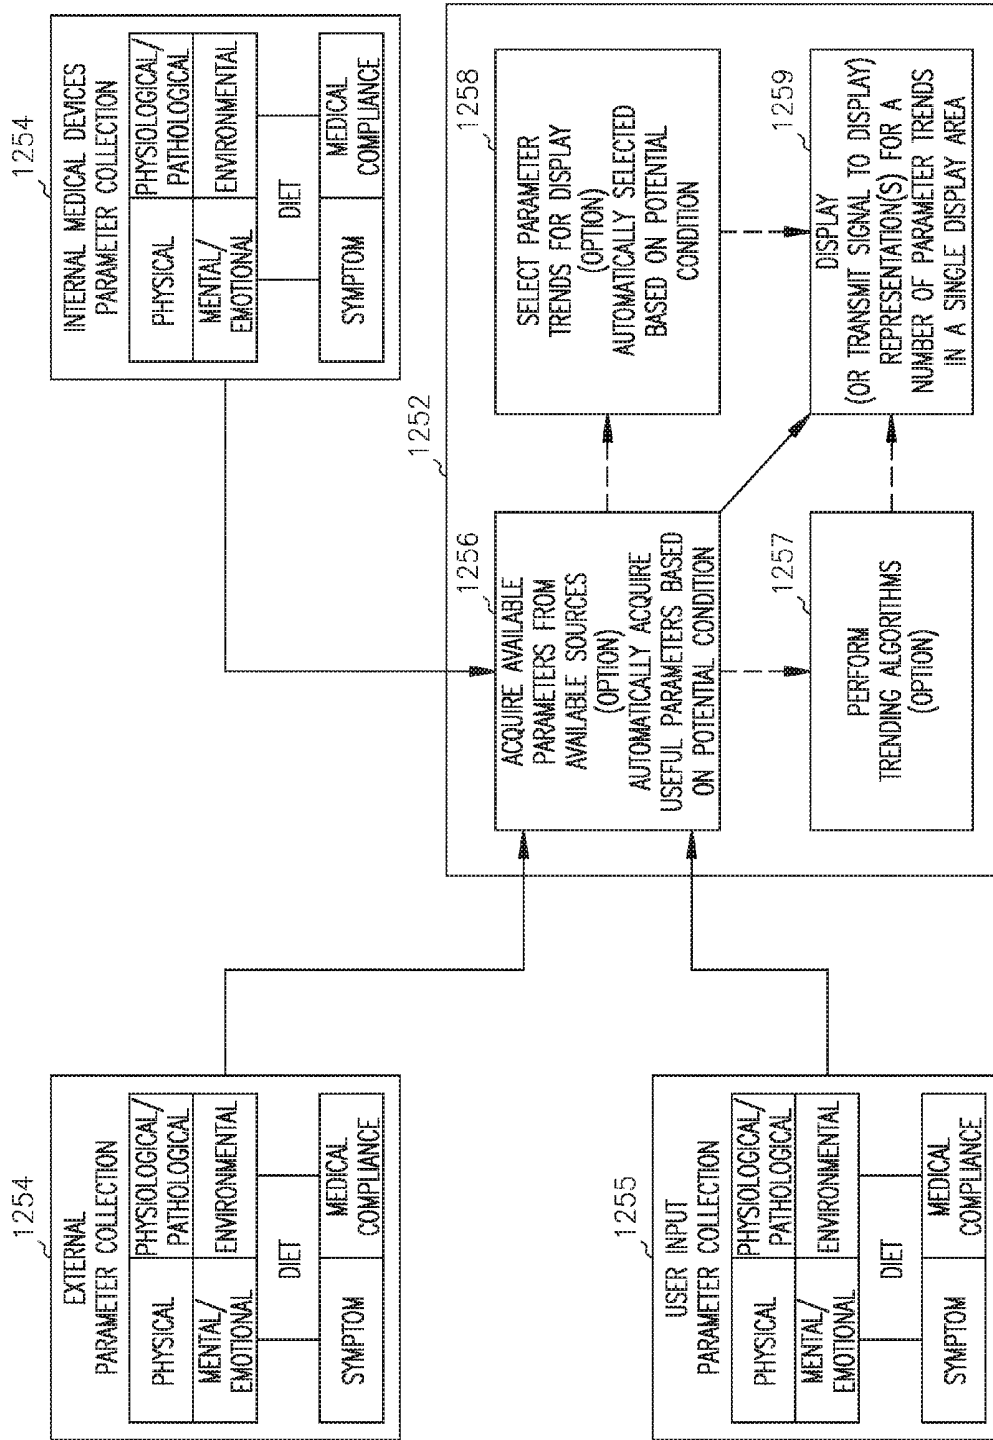 1254
EXTERNAL
PARAMETER COLLECTION
PHYSICAL
PHYSIOLOGICAL/
PATHOLOGICAL
MENTAL/
EMOTIONAL
ENVIRONMENTAL
DIET
SYMPTOM
MEDICAL
COMPLIANCE
1254
INTERNAL MEDICAL DEVICES
PARAMETER COLLECTION
PHYSICAL
PHYSIOLOGICAL/
PATHOLOGICAL
MENTAL/
EMOTIONAL
ENVIRONMENTAL
DIET
SYMPTOM
MEDICAL
COMPLIANCE
1252
1256
ACQUIRE AVAILABLE
PARAMETERS FROM
AVAILABLE SOURCES
(OPTION)
AUTOMATICALLY ACQUIRE
USEFUL PARAMETERS BASED
ON POTENTIAL CONDITION
1258
SELECT PARAMETER
TRENDS FOR DISPLAY
(OPTION)
AUTOMATICALLY SELECTED
BASED ON POTENTIAL
CONDITION
1255
USER INPUT
PARAMETER COLLECTION
PHYSICAL
PHYSIOLOGICAL/
PATHOLOGICAL
MENTAL/
EMOTIONAL
ENVIRONMENTAL
DIET
SYMPTOM
MEDICAL
COMPLIANCE
1257
PERFORM
TRENDING ALGORITHMS
(OPTION)
1259
DISPLAY
(OR TRANSMIT SIGNAL TO DISPLAY)
REPRESENTATION(S) FOR A
NUMBER OF PARAMETER TRENDS
IN A SINGLE DISPLAY AREA